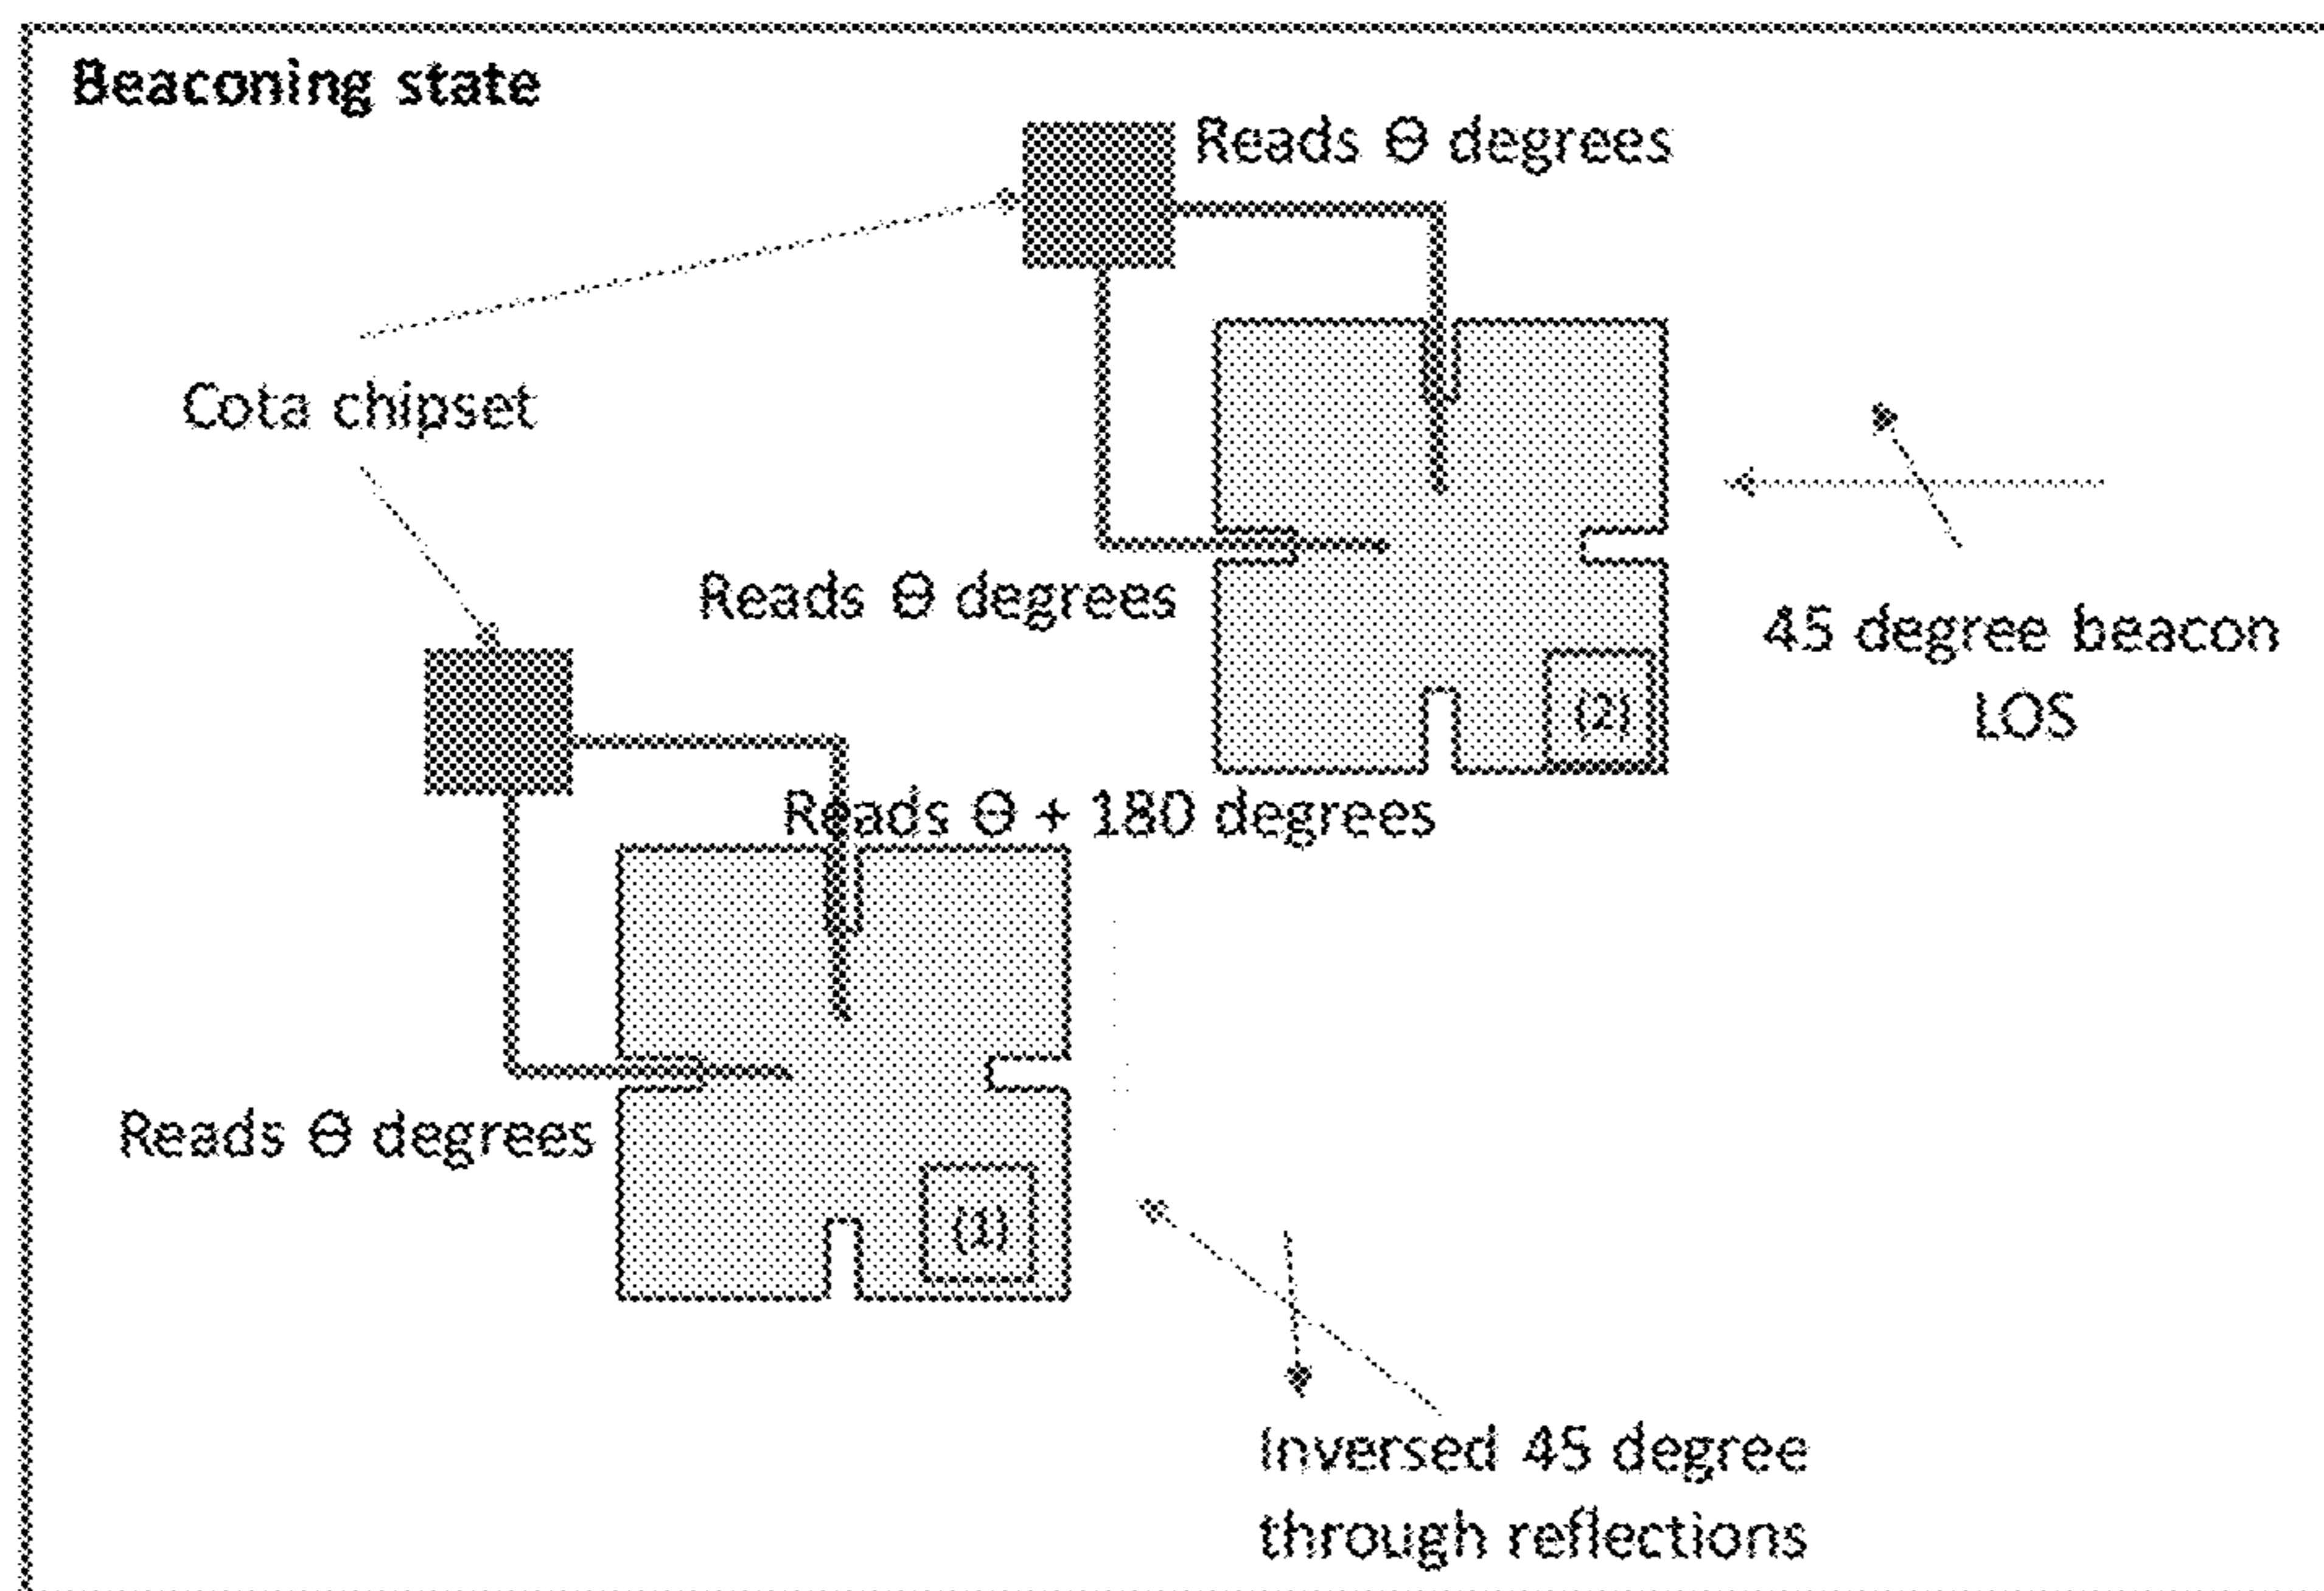 Beaconing state
Reads Θ degrees
Cota chipset
Reads Θ degrees
45 degree beacon
LOS
(2)
Reads Θ + 180 degrees
Reads Θ degrees
(1)
Inversed 45 degree
through reflections